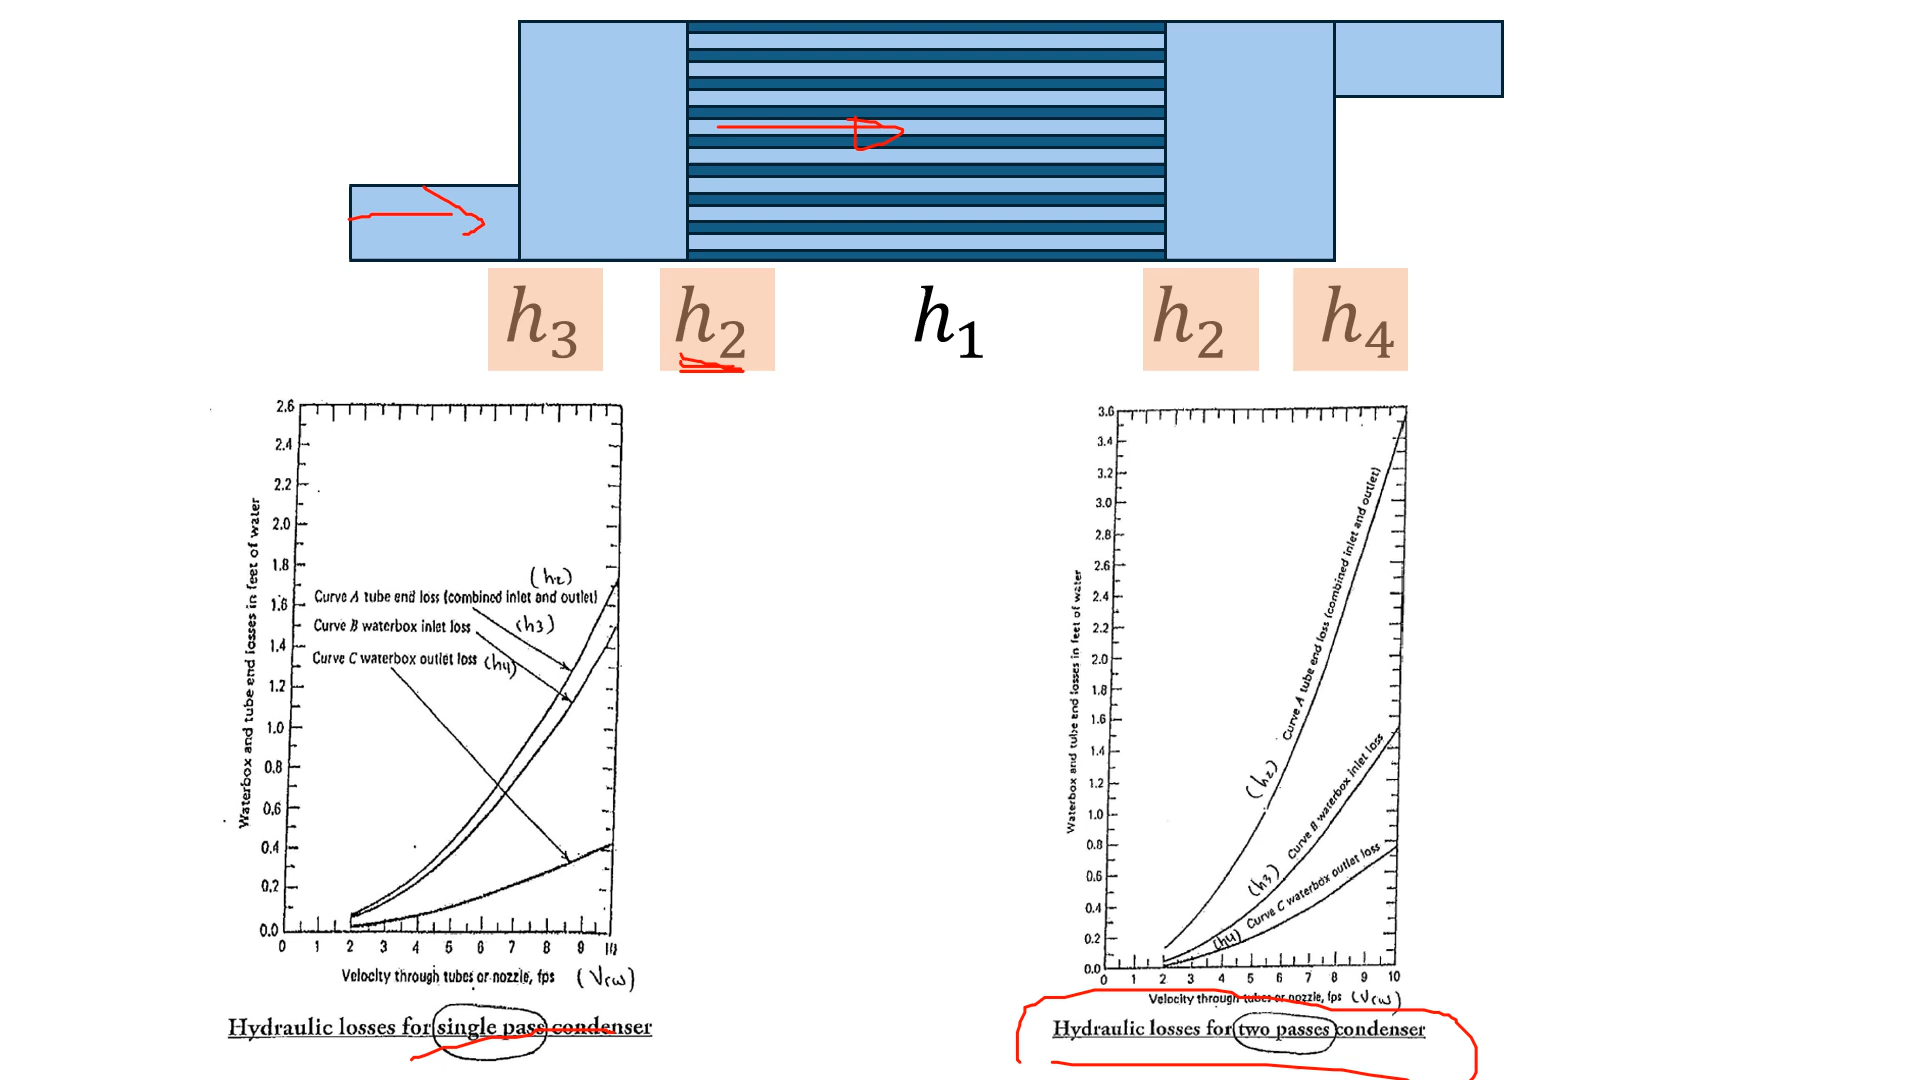 h3 h2 h1 h2 h4
2.6
2.4
2.2
2.0
1.8
1.6
1.4
1.2
1.0
0.8
0.6
0.4
0.2
0.0
Waterbox and tube end losses in feet of water
(h2)
Curve A tube end loss (combined inlet and outlet)
(h3)
Curve B waterbox inlet loss
Curve C waterbox outlet loss (h4)
0 1 2 3 4 5 6 7 8 9 10
Velocity through tubes or nozzle, fps (Vcw)
Hydraulic losses for single pass condenser
3.6
3.4
3.2
3.0
2.8
2.6
2.4
2.2
2.0
1.8
1.6
1.4
1.2
1.0
0.8
0.6
0.4
0.2
0.0
Waterbox and tube end losses in feet of water
Curve A tube end loss (combined inlet and outlet)
(h2)
Curve B waterbox inlet loss
(h3)
Curve C waterbox outlet loss
(h4)
0 1 2 3 4 5 6 7 8 9 10
Velocity through tubes or nozzle, fps (Vcw)
Hydraulic losses for two passes condenser